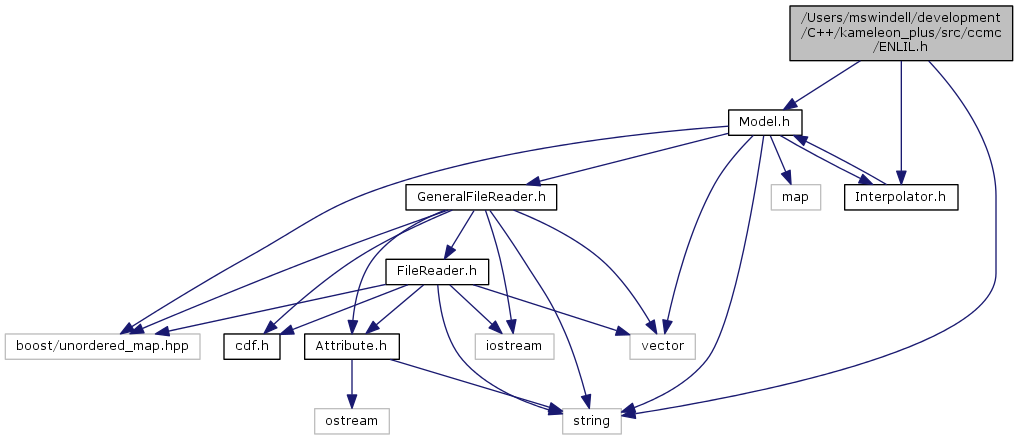 /Users/mswindell/development
/C++/kameleon_plus/src/ccmc
/ENLIL.h
Model.h
GeneralFileReader.h
map
Interpolator.h
FileReader.h
boost/unordered_map.hpp
cdf.h
Attribute.h
iostream
vector
ostream
string